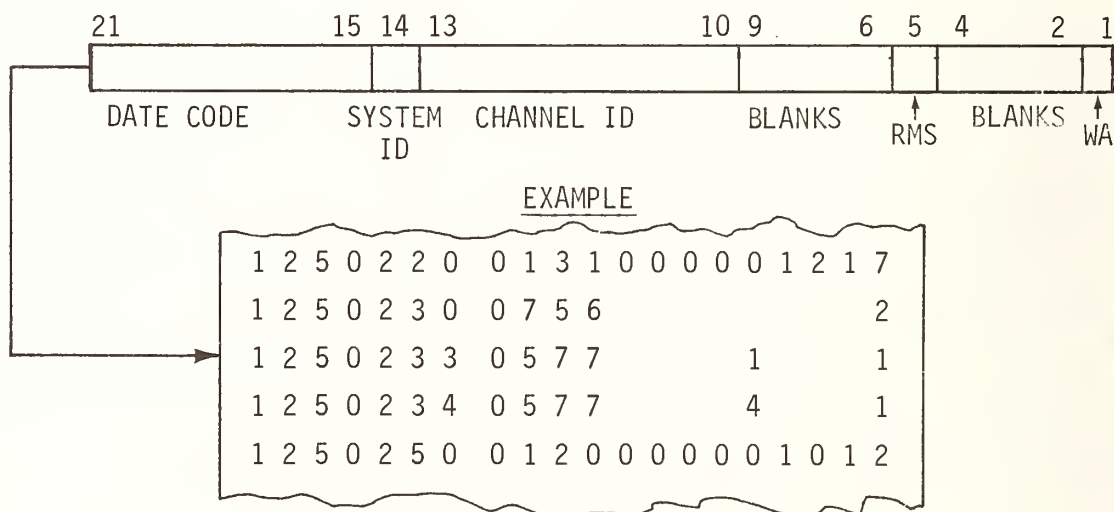 21 15 14 13 10 9 6 5 4 2 1
DATE CODE SYSTEM ID CHANNEL ID BLANKS RMS BLANKS WA
EXAMPLE
1 2 5 0 2 2 0 0 1 3 1 0 0 0 0 0 1 2 1 7
1 2 5 0 2 3 0 0 7 5 6 2
1 2 5 0 2 3 3 0 5 7 7 1 1
1 2 5 0 2 3 4 0 5 7 7 4 1
1 2 5 0 2 5 0 0 1 2 0 0 0 0 0 0 1 0 1 2